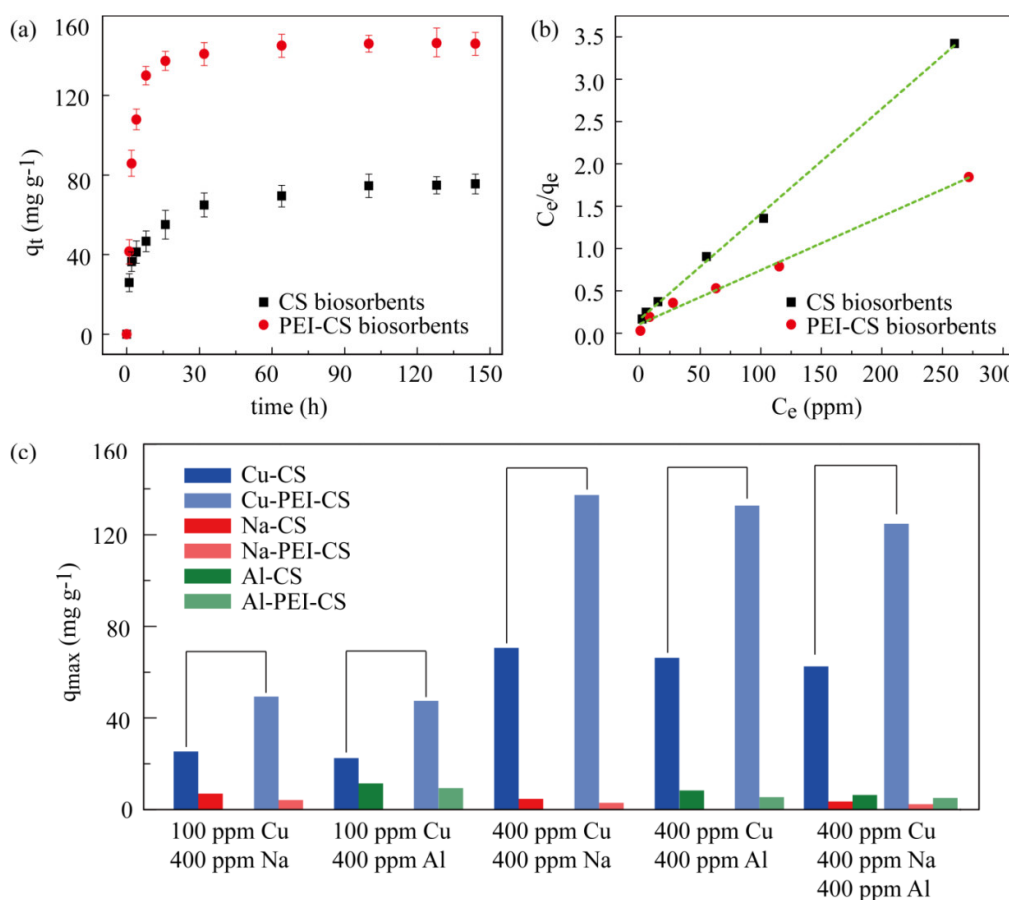 (a)
160
120
80
40
0
qt (mg g-1)
CS biosorbents
PEI-CS biosorbents
0 30 60 90 120 150
time (h)
(b)
3.5
3.0
2.5
2.0
1.5
1.0
0.5
0.0
Ce/qe
CS biosorbents
PEI-CS biosorbents
0 50 100 150 200 250 300
Ce (ppm)
(c)
160
120
80
40
0
qmax (mg g-1)
Cu-CS
Cu-PEI-CS
Na-CS
Na-PEI-CS
Al-CS
Al-PEI-CS
100 ppm Cu
400 ppm Na
100 ppm Cu
400 ppm Al
400 ppm Cu
400 ppm Na
400 ppm Cu
400 ppm Al
400 ppm Cu
400 ppm Na
400 ppm Al